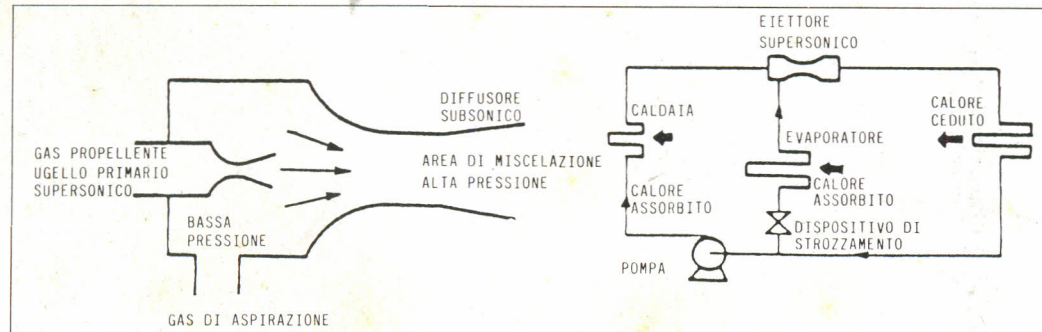 GAS PROPELLENTE
UGELLO PRIMARIO
SUPERSONICO
BASSA
PRESSIONE
GAS DI ASPIRAZIONE
DIFFUSORE
SUBSONICO
AREA DI MISCELAZIONE
ALTA PRESSIONE
EIETTORE
SUPERSONICO
CALDAIA
CALORE
ASSORBITO
EVAPORATORE
CALORE
ASSORBITO
DISPOSITIVO DI
STROZZAMENTO
POMPA
CALORE
CEDUTO